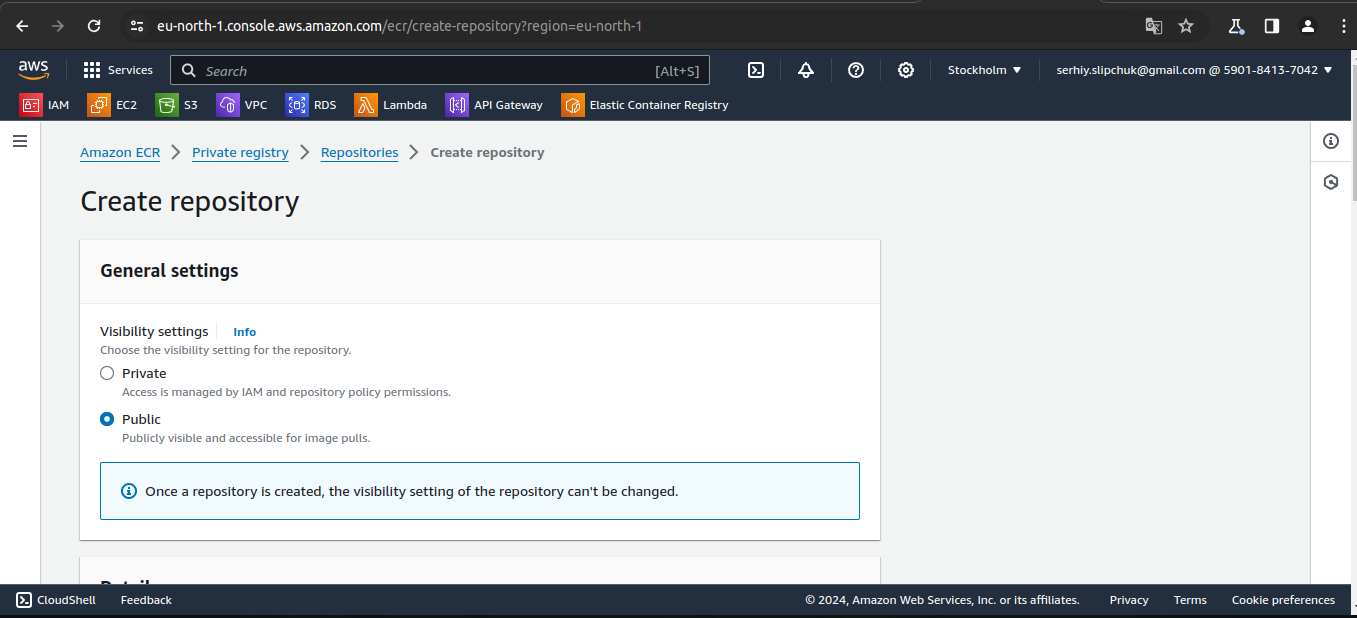 eu-north-1.console.aws.amazon.com/ecr/create-repository?region=eu-north-1
aws Services Search [Alt+S] Stockholm ▼ serhiy.slipchuk@gmail.com @ 5901-8413-7042 ▼
IAM EC2 S3 VPC RDS Lambda API Gateway Elastic Container Registry
Amazon ECR > Private registry > Repositories > Create repository
Create repository
General settings
Visibility settings Info
Choose the visibility setting for the repository.
Private
Access is managed by IAM and repository policy permissions.
Public
Publicly visible and accessible for image pulls.
Once a repository is created, the visibility setting of the repository can't be changed.
CloudShell Feedback © 2024, Amazon Web Services, Inc. or its affiliates. Privacy Terms Cookie preferences